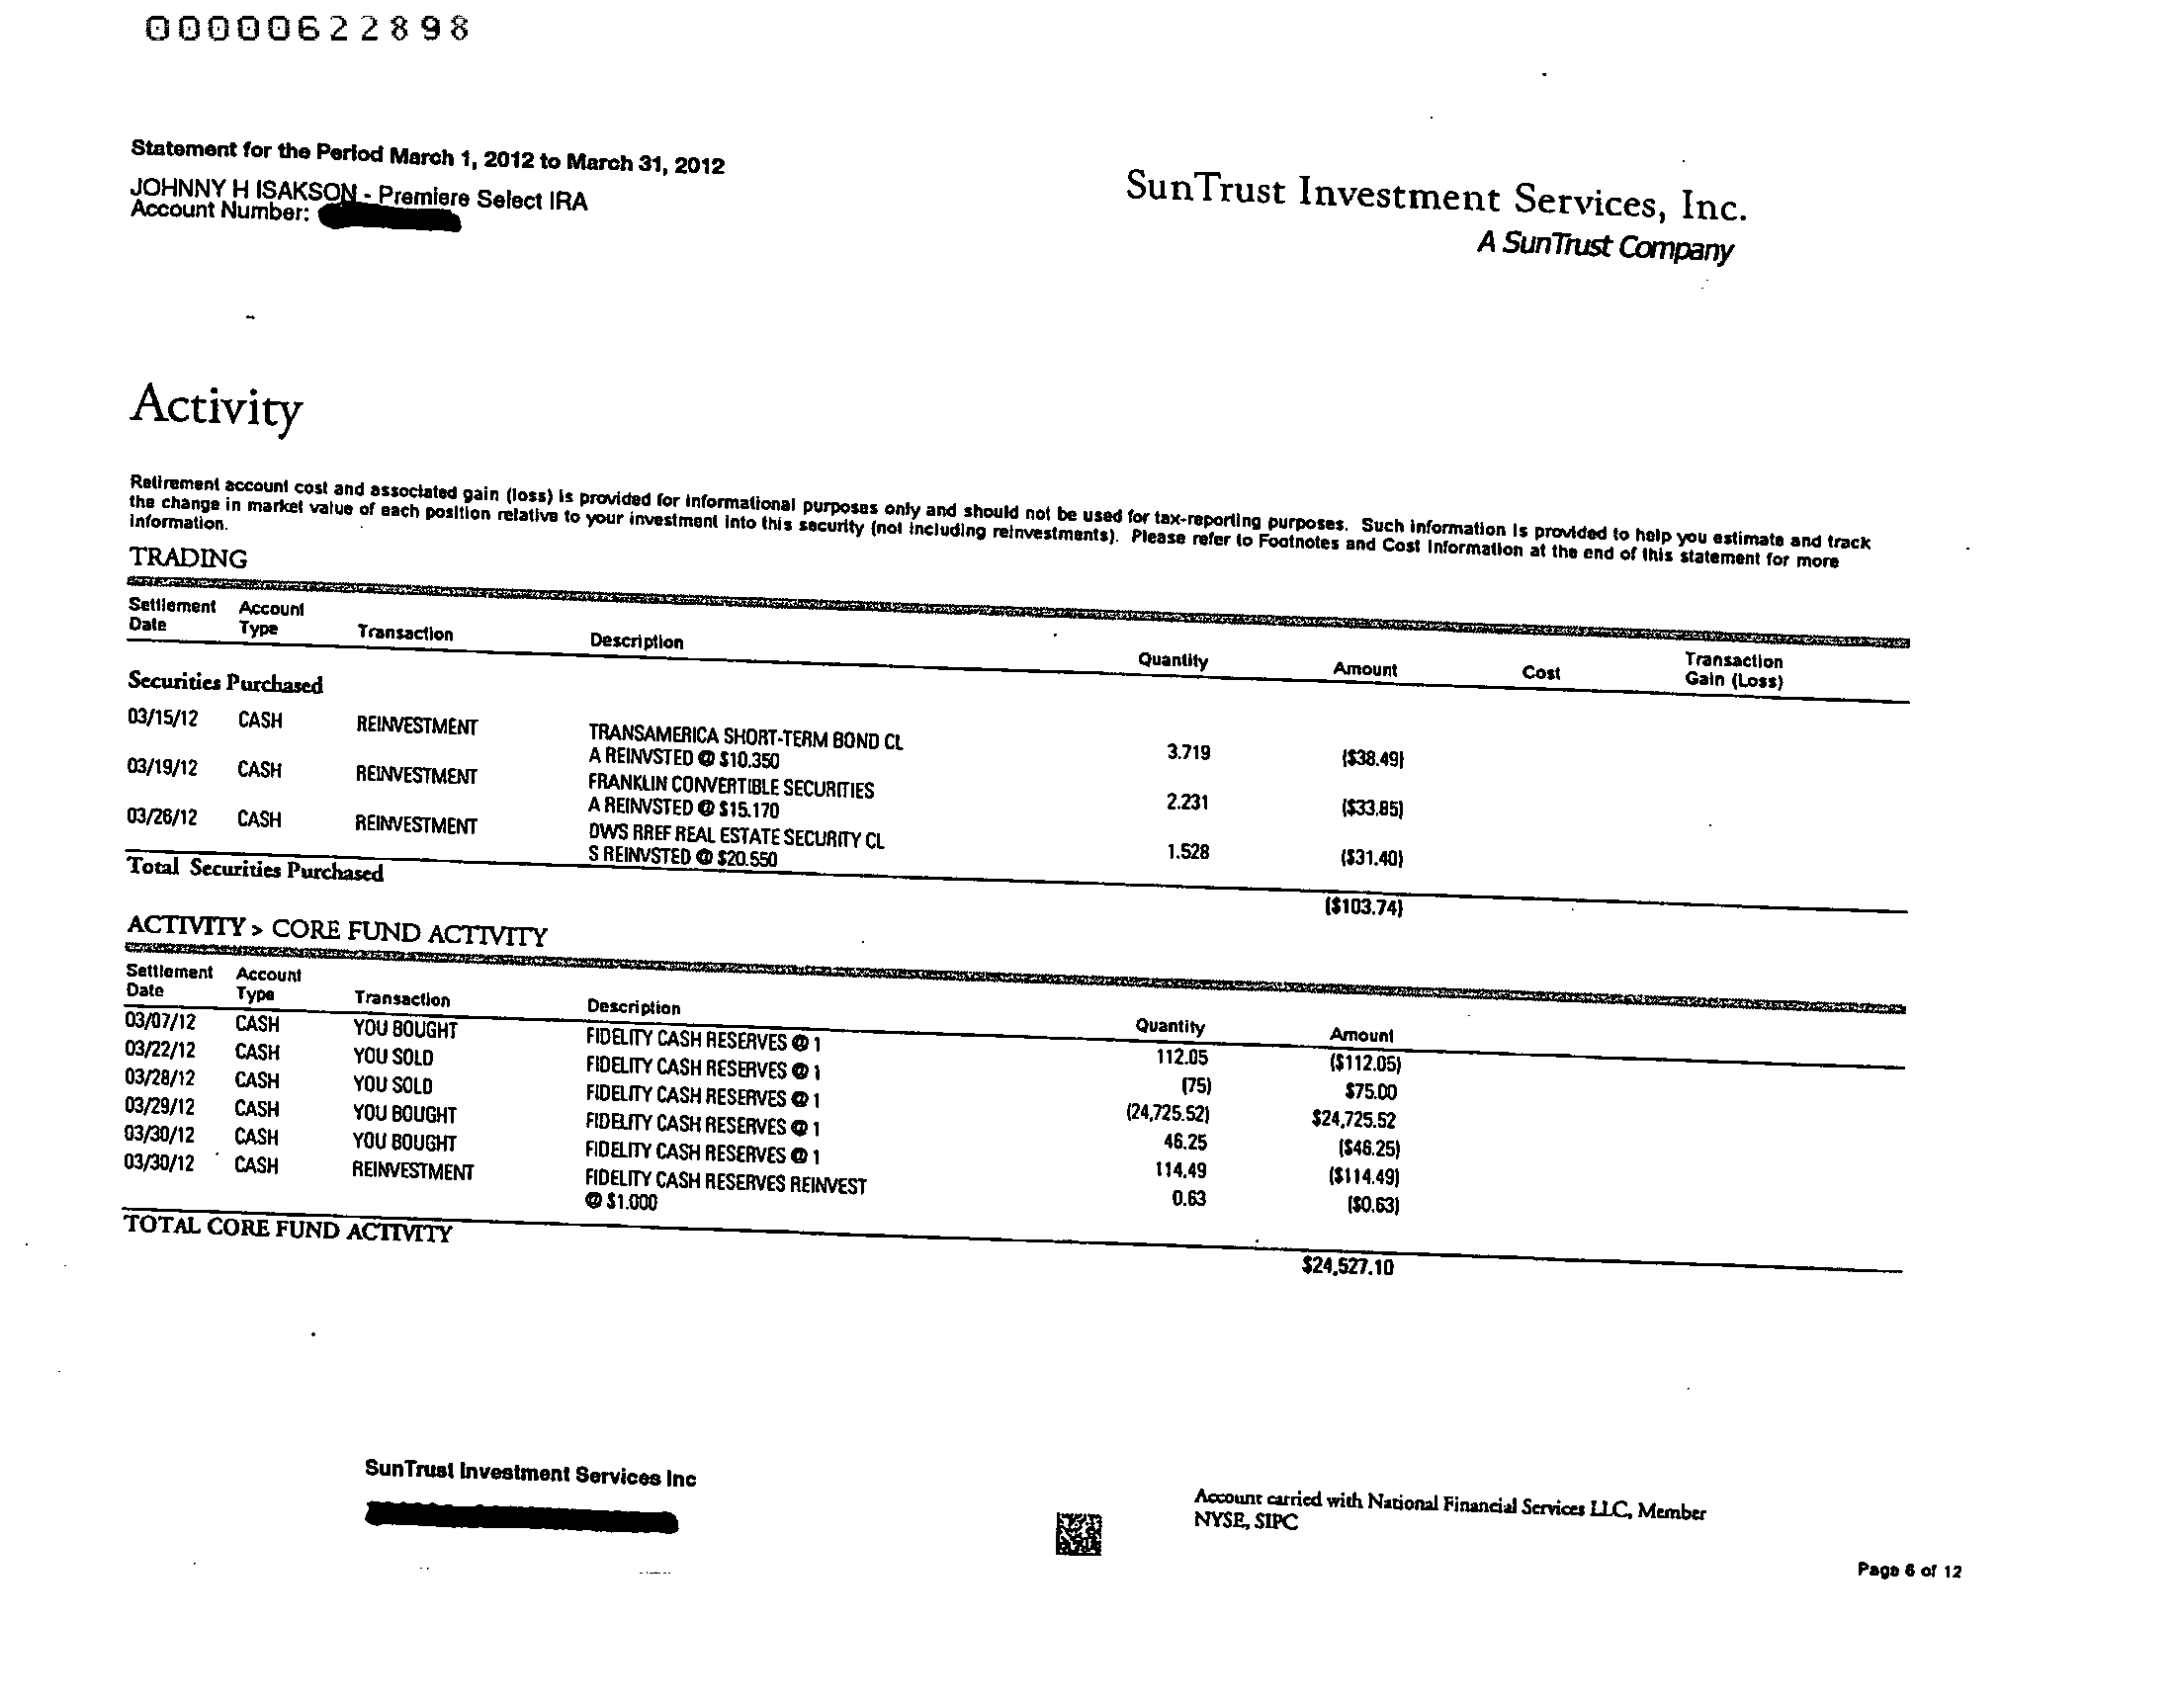 00000622898
Statement for the Period March 1, 2012 to March 31, 2012
JOHNNY H ISAKSON - Premiere Select IRA
Account Number:
SunTrust Investment Services, Inc.
A SunTrust Company
Activity
Retirement account cost and associated gain (loss) is provided for informational purposes only and should not be used for tax-reporting purposes. Such information is provided to help you estimate and track
the change in market value of each position relative to your investment into this security (not including reinvestments). Please refer to Footnotes and Cost Information at the end of this statement for more
information.
TRADING
Settlement Date Account Type Transaction Description Quantity Amount Cost Transaction Gain (Loss)
Securities Purchased
03/15/12 CASH REINVESTMENT TRANSAMERICA SHORT-TERM BOND CL 3.719 ($38.49)
A REINVSTED @ $10.350
03/19/12 CASH REINVESTMENT FRANKLIN CONVERTIBLE SECURITIES 2.231 ($33.85)
A REINVSTED @ $15.170
03/26/12 CASH REINVESTMENT DWS RREF REAL ESTATE SECURITY CL 1.528 ($31.40)
S REINVSTED @ $20.550
Total Securities Purchased ($103.74)
ACTIVITY > CORE FUND ACTIVITY
Settlement Date Account Type Transaction Description Quantity Amount
03/07/12 CASH YOU BOUGHT FIDELITY CASH RESERVES @ 1 112.05 ($112.05)
03/22/12 CASH YOU SOLD FIDELITY CASH RESERVES @ 1 (75) $75.00
03/28/12 CASH YOU SOLD FIDELITY CASH RESERVES @ 1 (24,725.52) $24,725.52
03/29/12 CASH YOU BOUGHT FIDELITY CASH RESERVES @ 1 46.25 ($46.25)
03/30/12 CASH YOU BOUGHT FIDELITY CASH RESERVES @ 1 114.49 ($114.49)
03/30/12 CASH REINVESTMENT FIDELITY CASH RESERVES REINVEST 0.63 ($0.63)
@ $1.000
TOTAL CORE FUND ACTIVITY $24,527.10
SunTrust Investment Services Inc
Account carried with National Financial Services LLC, Member
NYSE, SIPC
Page 6 of 12